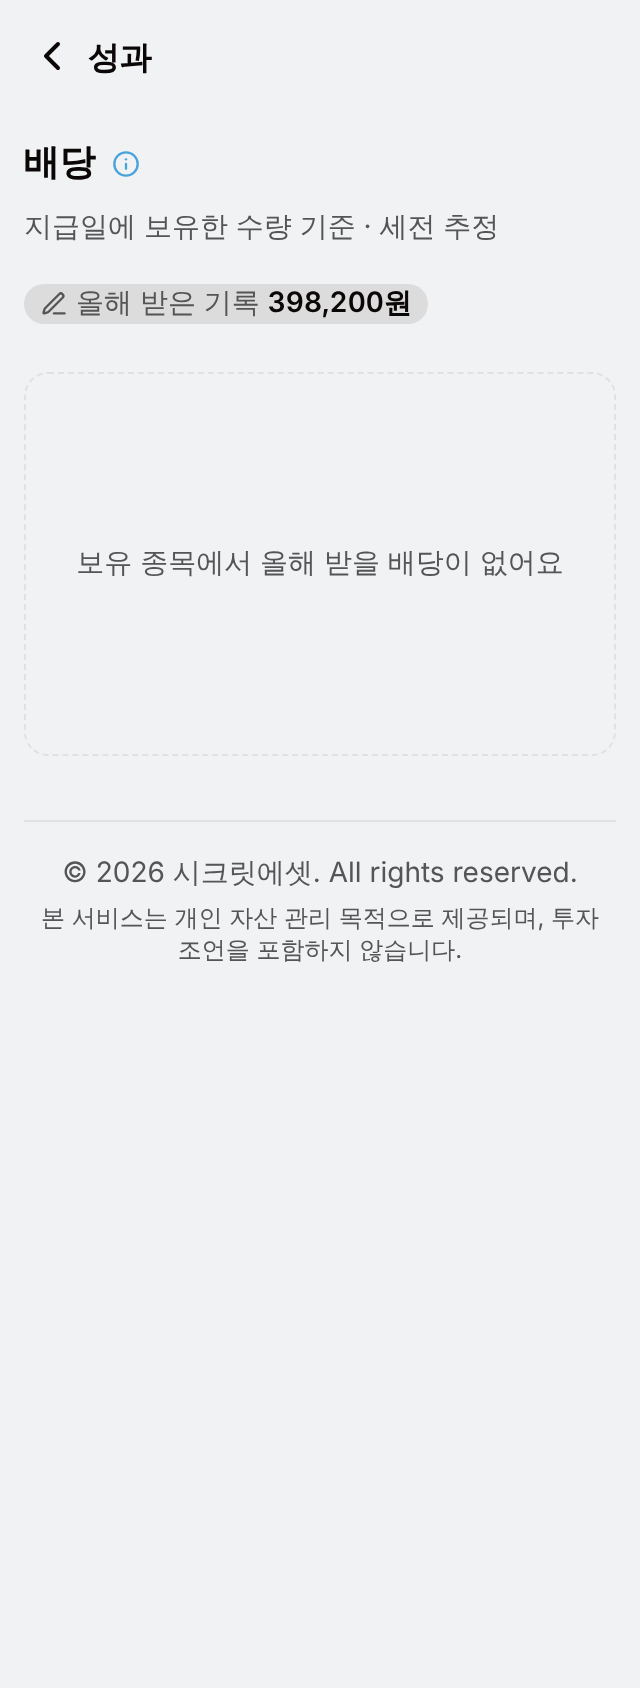 성과
배당
지급일에 보유한 수량 기준 · 세전 추정
올해 받은 기록 398,200원
보유 종목에서 올해 받을 배당이 없어요
© 2026 시크릿에셋. All rights reserved.
본 서비스는 개인 자산 관리 목적으로 제공되며, 투자
조언을 포함하지 않습니다.